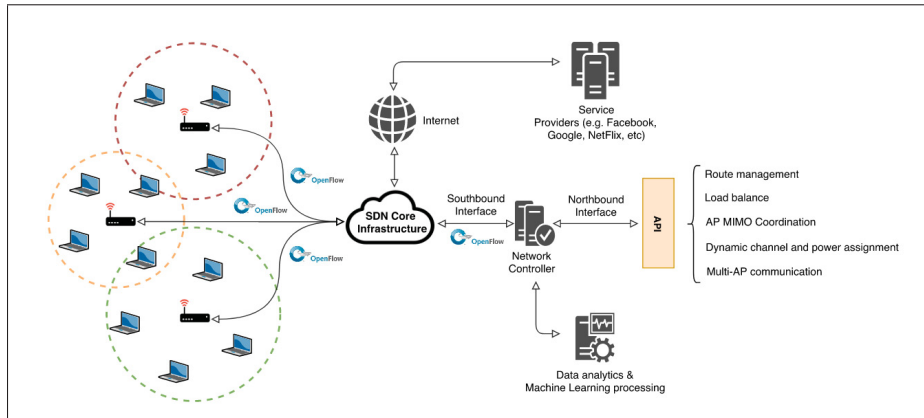 Internet
Service
Providers (e.g. Facebook,
Google, NetFlix, etc)
OpenFlow
OpenFlow
OpenFlow
SDN Core
Infrastructure
Southbound
Interface
OpenFlow
Network
Controller
Northbound
Interface
API
Route management
Load balance
AP MIMO Coordination
Dynamic channel and power assignment
Multi-AP communication
Data analytics &
Machine Learning processing